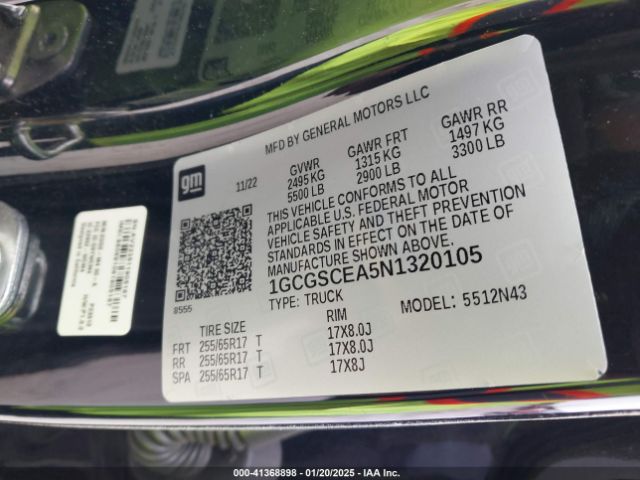 MFD BY GENERAL MOTORS LLC
gm
11/22
GVWR
2495 KG
5500 LB
GAWR FRT
1315 KG
2900 LB
GAWR RR
1497 KG
3300 LB
THIS VEHICLE CONFORMS TO ALL
APPLICABLE U.S. FEDERAL MOTOR
VEHICLE SAFETY AND THEFT PREVENTION
STANDARDS IN EFFECT ON THE DATE OF
MANUFACTURE SHOWN ABOVE.
1GCGSCEA5N1320105
TYPE: TRUCK
MODEL: 5512N43
8555
TIRE SIZE
RIM
FRT 255/65R17 T 17X8.0J
RR 255/65R17 T 17X8.0J
SPA 255/65R17 T 17X8J
000-41368898 - 01/20/2025 - IAA Inc.